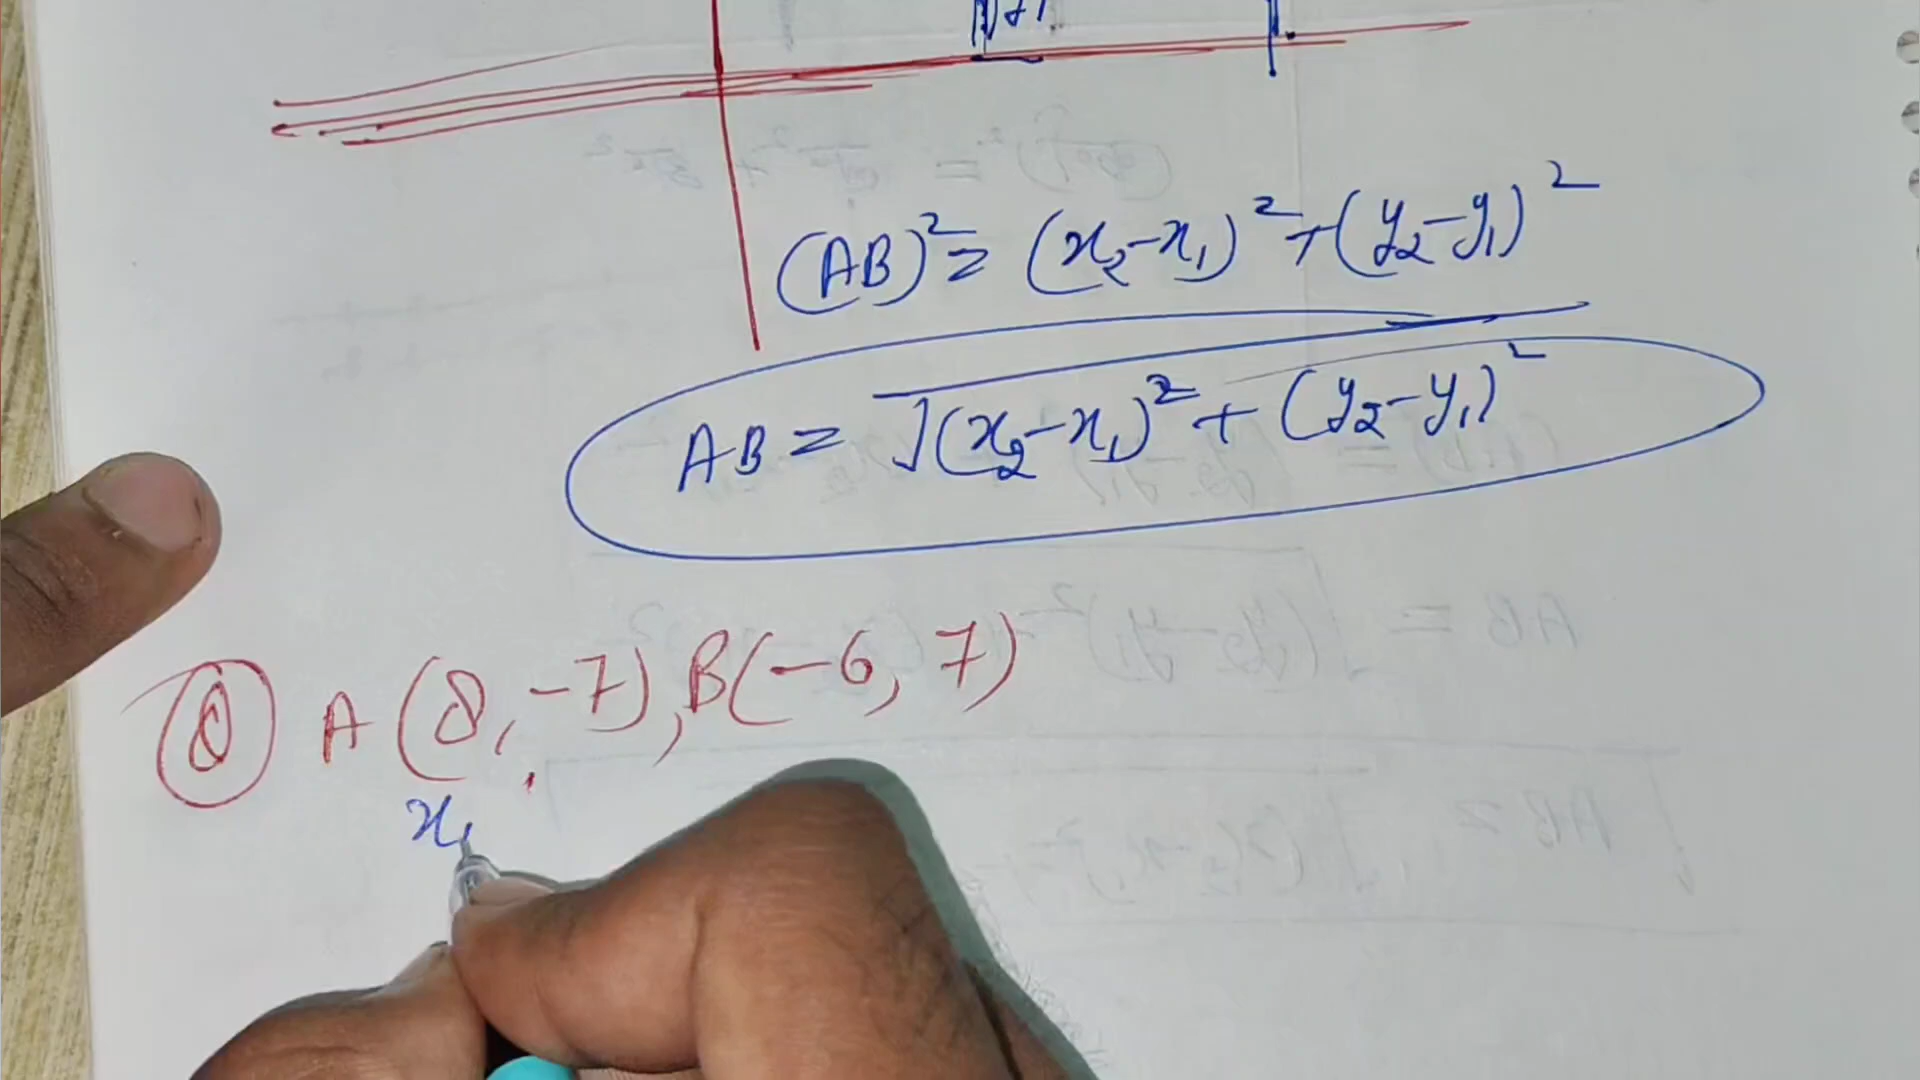 (AB)² = (x₂-x₁)² + (y₂-y₁)²
AB = √(x₂-x₁)² + (y₂-y₁)²
Q A (8, -7), B(-6, 7)
x₁